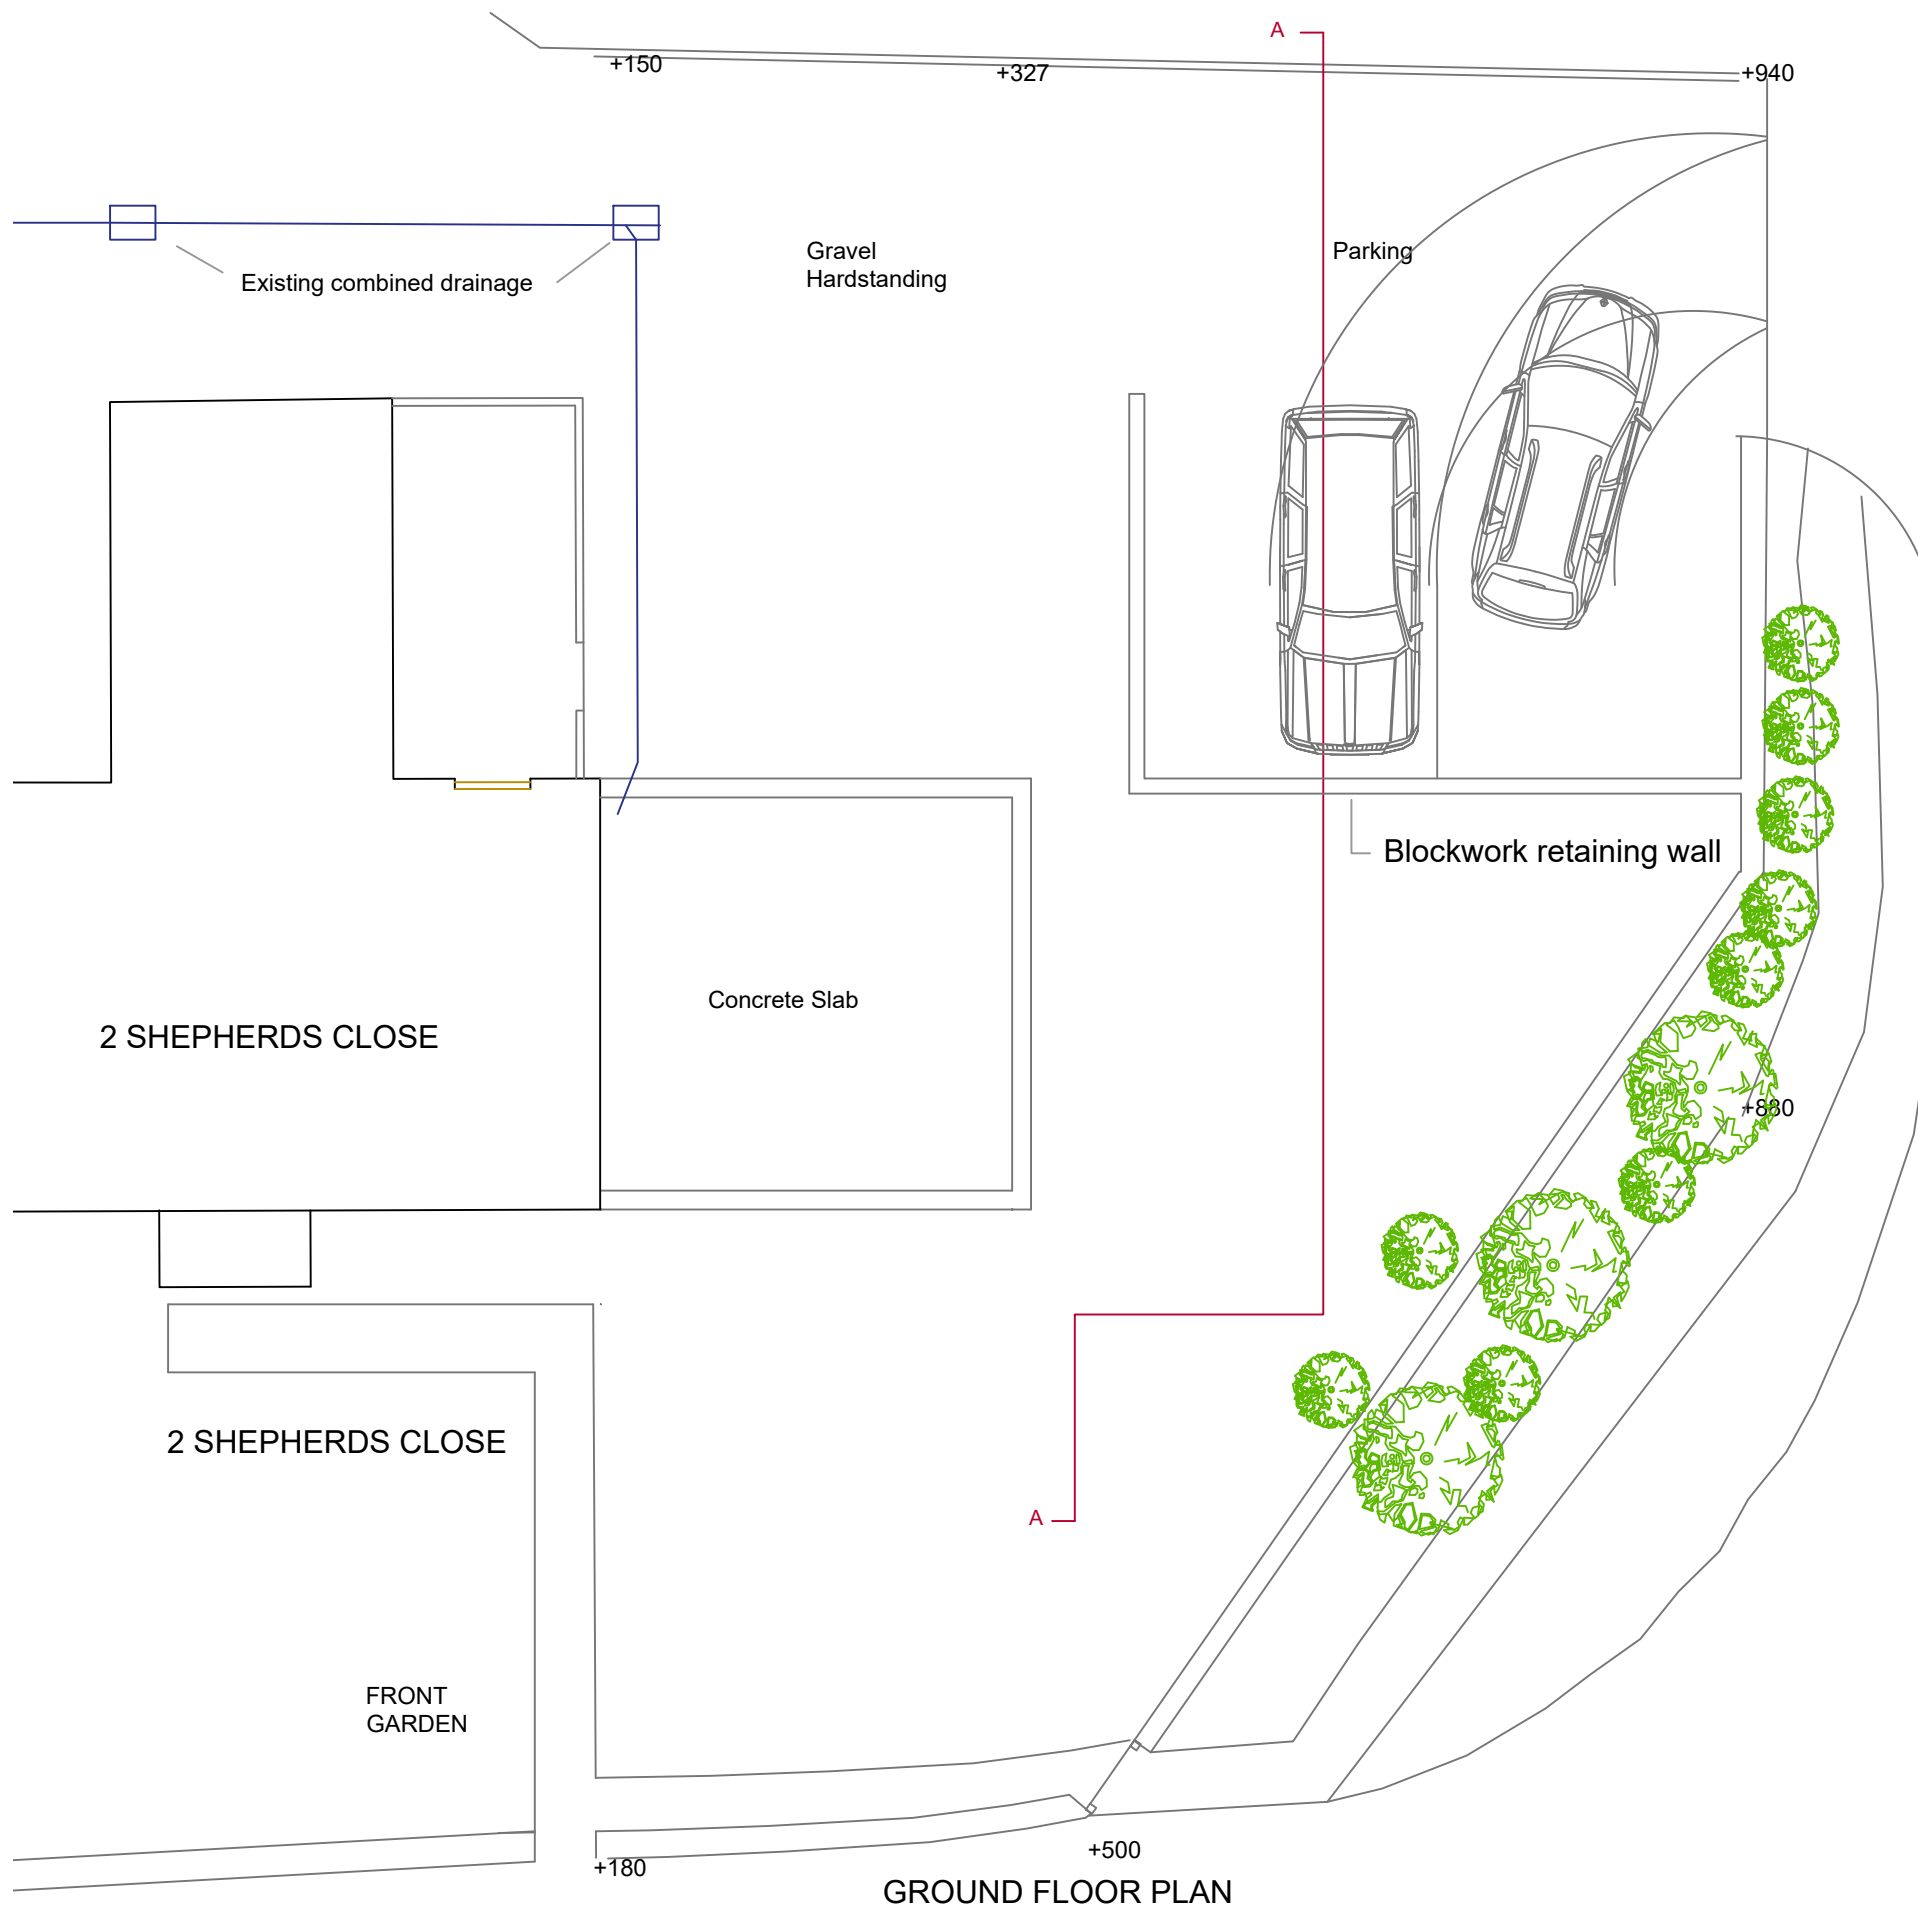 A
+150
+327
+940
Gravel
Hardstanding
Parking
Existing combined drainage
Blockwork retaining wall
Concrete Slab
2 SHEPHERDS CLOSE
+880
2 SHEPHERDS CLOSE
A
FRONT
GARDEN
+500
+180
GROUND FLOOR PLAN